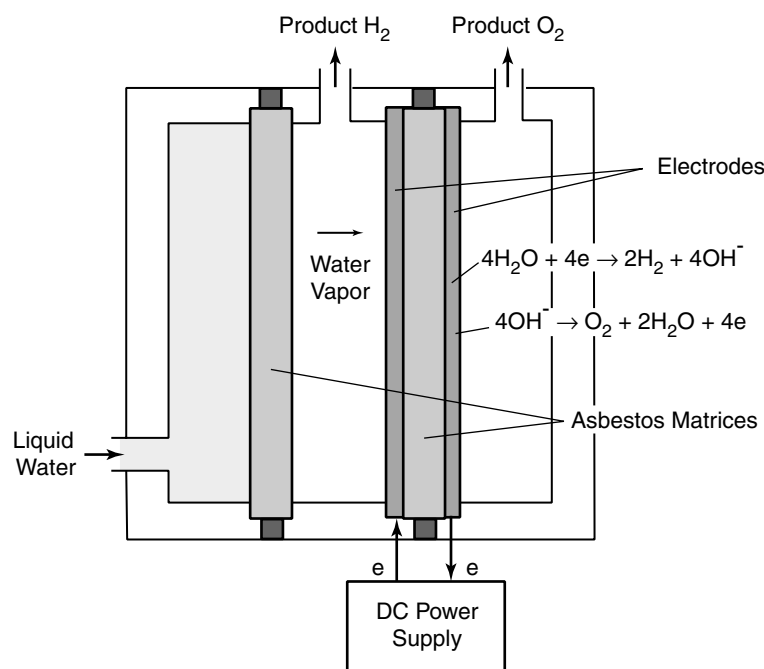 Product H₂
Product O₂
Electrodes
Water
Vapor
4H₂O + 4e → 2H₂ + 4OH⁻
4OH⁻ → O₂ + 2H₂O + 4e
Asbestos Matrices
Liquid
Water
e
e
DC Power
Supply